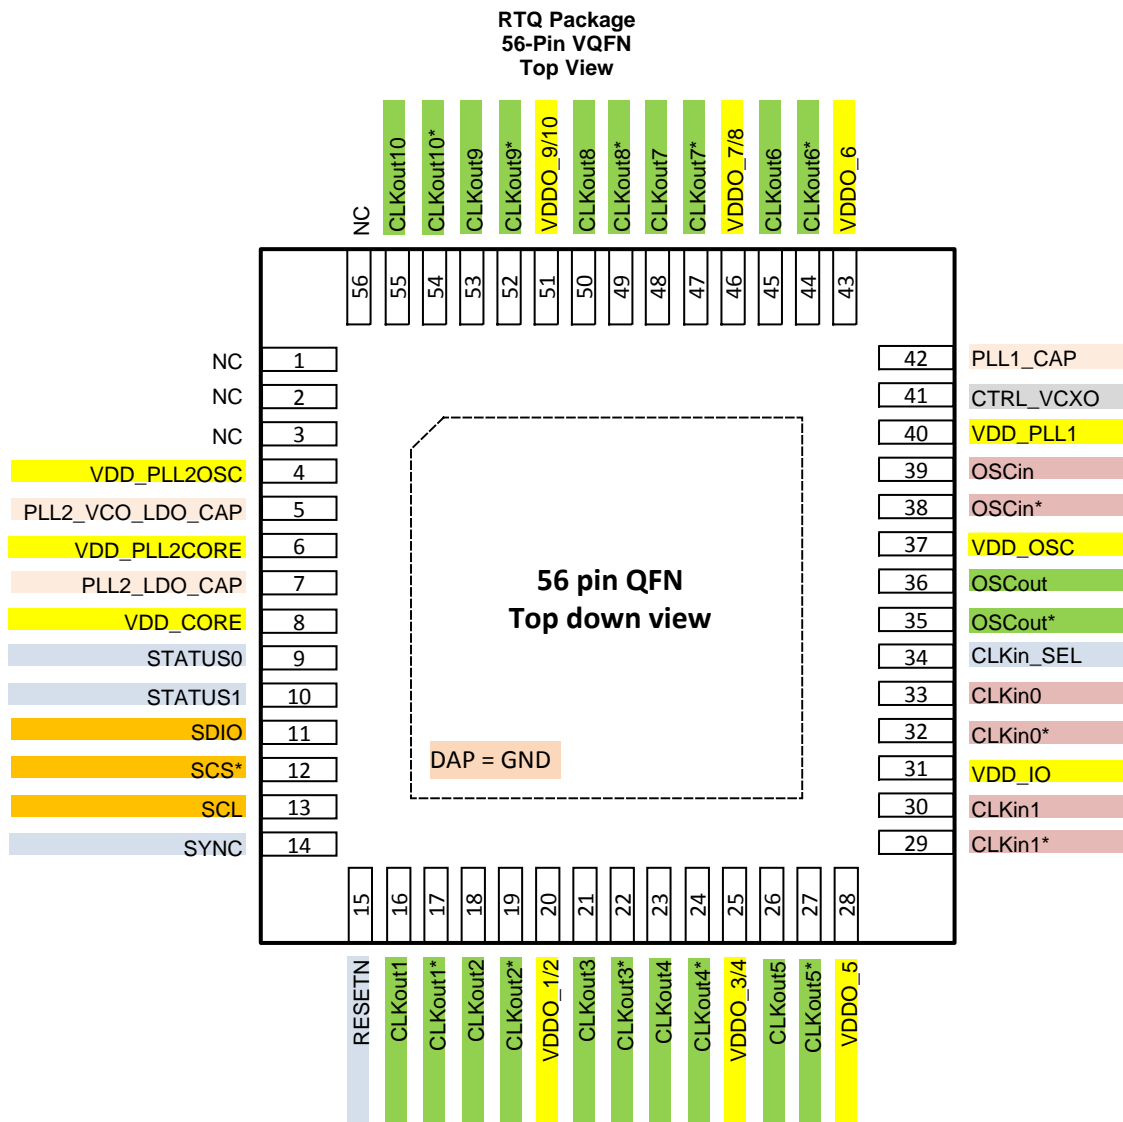 RTQ Package
56-Pin VQFN
Top View
NC
CLKout10
CLKout10*
CLKout9
CLKout9*
VDDO_9/10
CLKout8
CLKout8*
CLKout7
CLKout7*
VDDO_7/8
CLKout6
CLKout6*
VDDO_6
56
55
54
53
52
51
50
49
48
47
46
45
44
43
NC 1
NC 2
NC 3
VDD_PLL2OSC 4
PLL2_VCO_LDO_CAP 5
VDD_PLL2CORE 6
PLL2_LDO_CAP 7
VDD_CORE 8
STATUS0 9
STATUS1 10
SDIO 11
SCS* 12
SCL 13
SYNC 14
56 pin QFN
Top down view
DAP = GND
42 PLL1_CAP
41 CTRL_VCXO
40 VDD_PLL1
39 OSCin
38 OSCin*
37 VDD_OSC
36 OSCout
35 OSCout*
34 CLKin_SEL
33 CLKin0
32 CLKin0*
31 VDD_IO
30 CLKin1
29 CLKin1*
15
16
17
18
19
20
21
22
23
24
25
26
27
28
RESETN
CLKout1
CLKout1*
CLKout2
CLKout2*
VDDO_1/2
CLKout3
CLKout3*
CLKout4
CLKout4*
VDDO_3/4
CLKout5
CLKout5*
VDDO_5